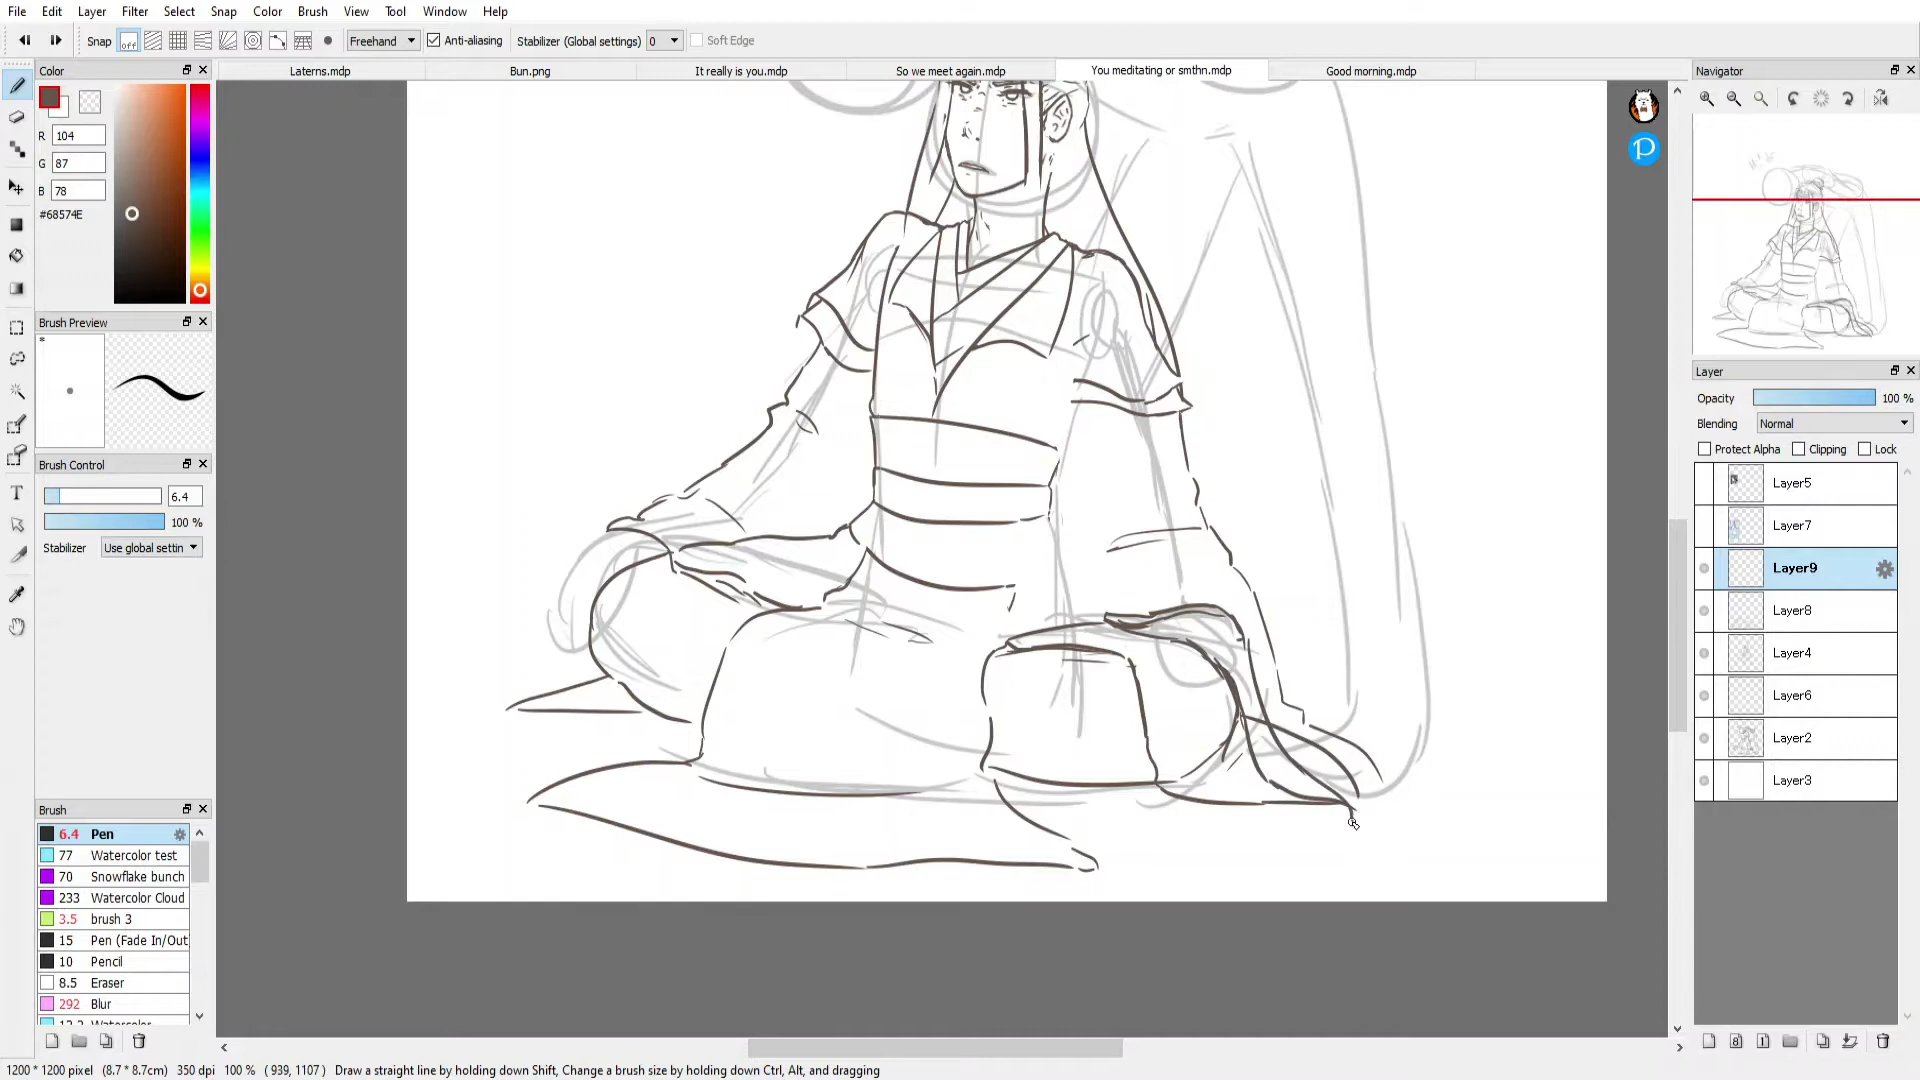 File Edit Layer Filter Select Snap Color Brush View Tool Window Help
Snap off Freehand Anti-aliasing Stabilizer (Global settings) 0 Soft Edge
Color
Laterns.mdp Bun.png It really is you.mdp So we meet again.mdp You meditating or smthn.mdp Good morning.mdp
Navigator
R 104
G 87
B 78
#68574E
Brush Preview
Brush Control
6.4
100 %
Stabilizer Use global settin
Brush
6.4 Pen
77 Watercolor test
70 Snowflake bunch
233 Watercolor Cloud
3.5 brush 3
15 Pen (Fade In/Out
10 Pencil
8.5 Eraser
292 Blur
P
Layer
Opacity 100 %
Blending Normal
Protect Alpha Clipping Lock
Layer5
Layer7
Layer9
Layer8
Layer4
Layer6
Layer2
Layer3
8 1
1200 * 1200 pixel (8.7 * 8.7cm) 350 dpi 100 % ( 939, 1107 ) Draw a straight line by holding down Shift, Change a brush size by holding down Ctrl, Alt, and dragging